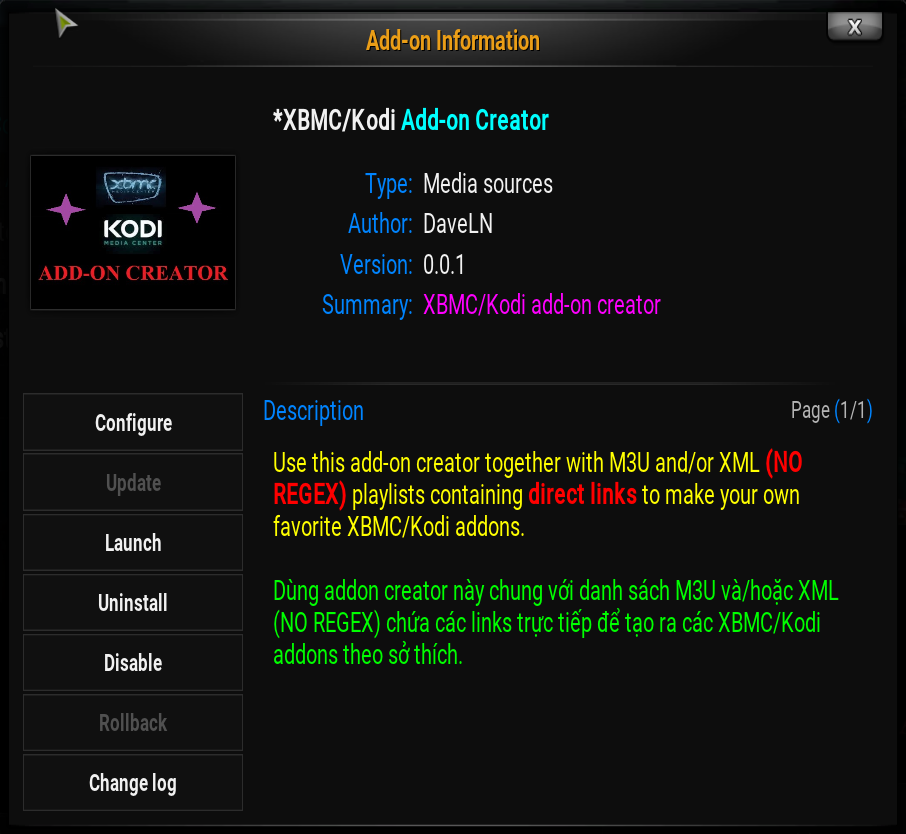 Add-on Information
X
*XBMC/Kodi Add-on Creator
xbmc
KODI
MEDIA CENTER
ADD-ON CREATOR
Type: Media sources
Author: DaveLN
Version: 0.0.1
Summary: XBMC/Kodi add-on creator
Configure
Update
Launch
Uninstall
Disable
Rollback
Change log
Description
Page (1/1)
Use this add-on creator together with M3U and/or XML (NO
REGEX) playlists containing direct links to make your own
favorite XBMC/Kodi addons.
Dùng addon creator này chung với danh sách M3U và/hoặc XML
(NO REGEX) chứa các links trực tiếp để tạo ra các XBMC/Kodi
addons theo sở thích.